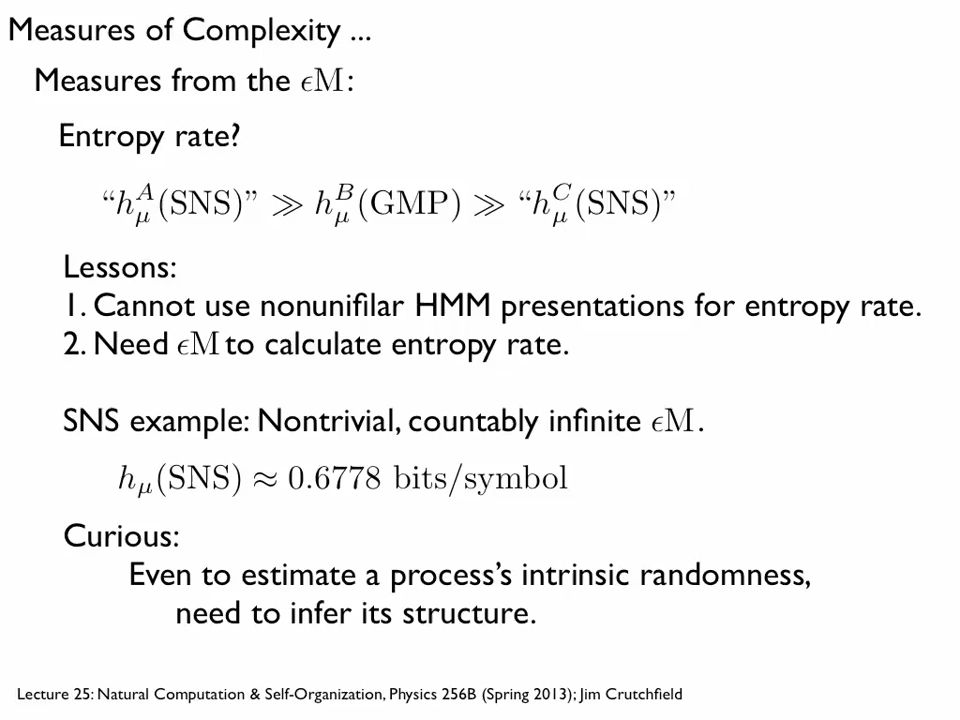 Measures of Complexity ...
Measures from the ϵM:
Entropy rate?
“h_μ^A(SNS)” ≫ h_μ^B(GMP) ≫ “h_μ^C(SNS)”
Lessons:
1. Cannot use nonunifilar HMM presentations for entropy rate.
2. Need ϵM to calculate entropy rate.
SNS example: Nontrivial, countably infinite ϵM.
h_μ(SNS) ≈ 0.6778 bits/symbol
Curious:
Even to estimate a process’s intrinsic randomness,
need to infer its structure.
Lecture 25: Natural Computation & Self-Organization, Physics 256B (Spring 2013); Jim Crutchfield